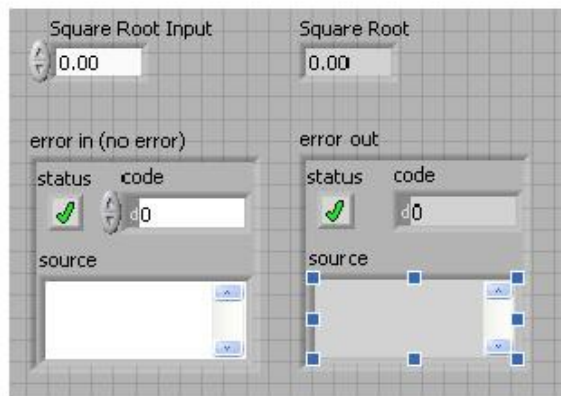 Square Root Input
0.00
Square Root
0.00
error in (no error)
status
code
d0
source
error out
status
code
d0
source